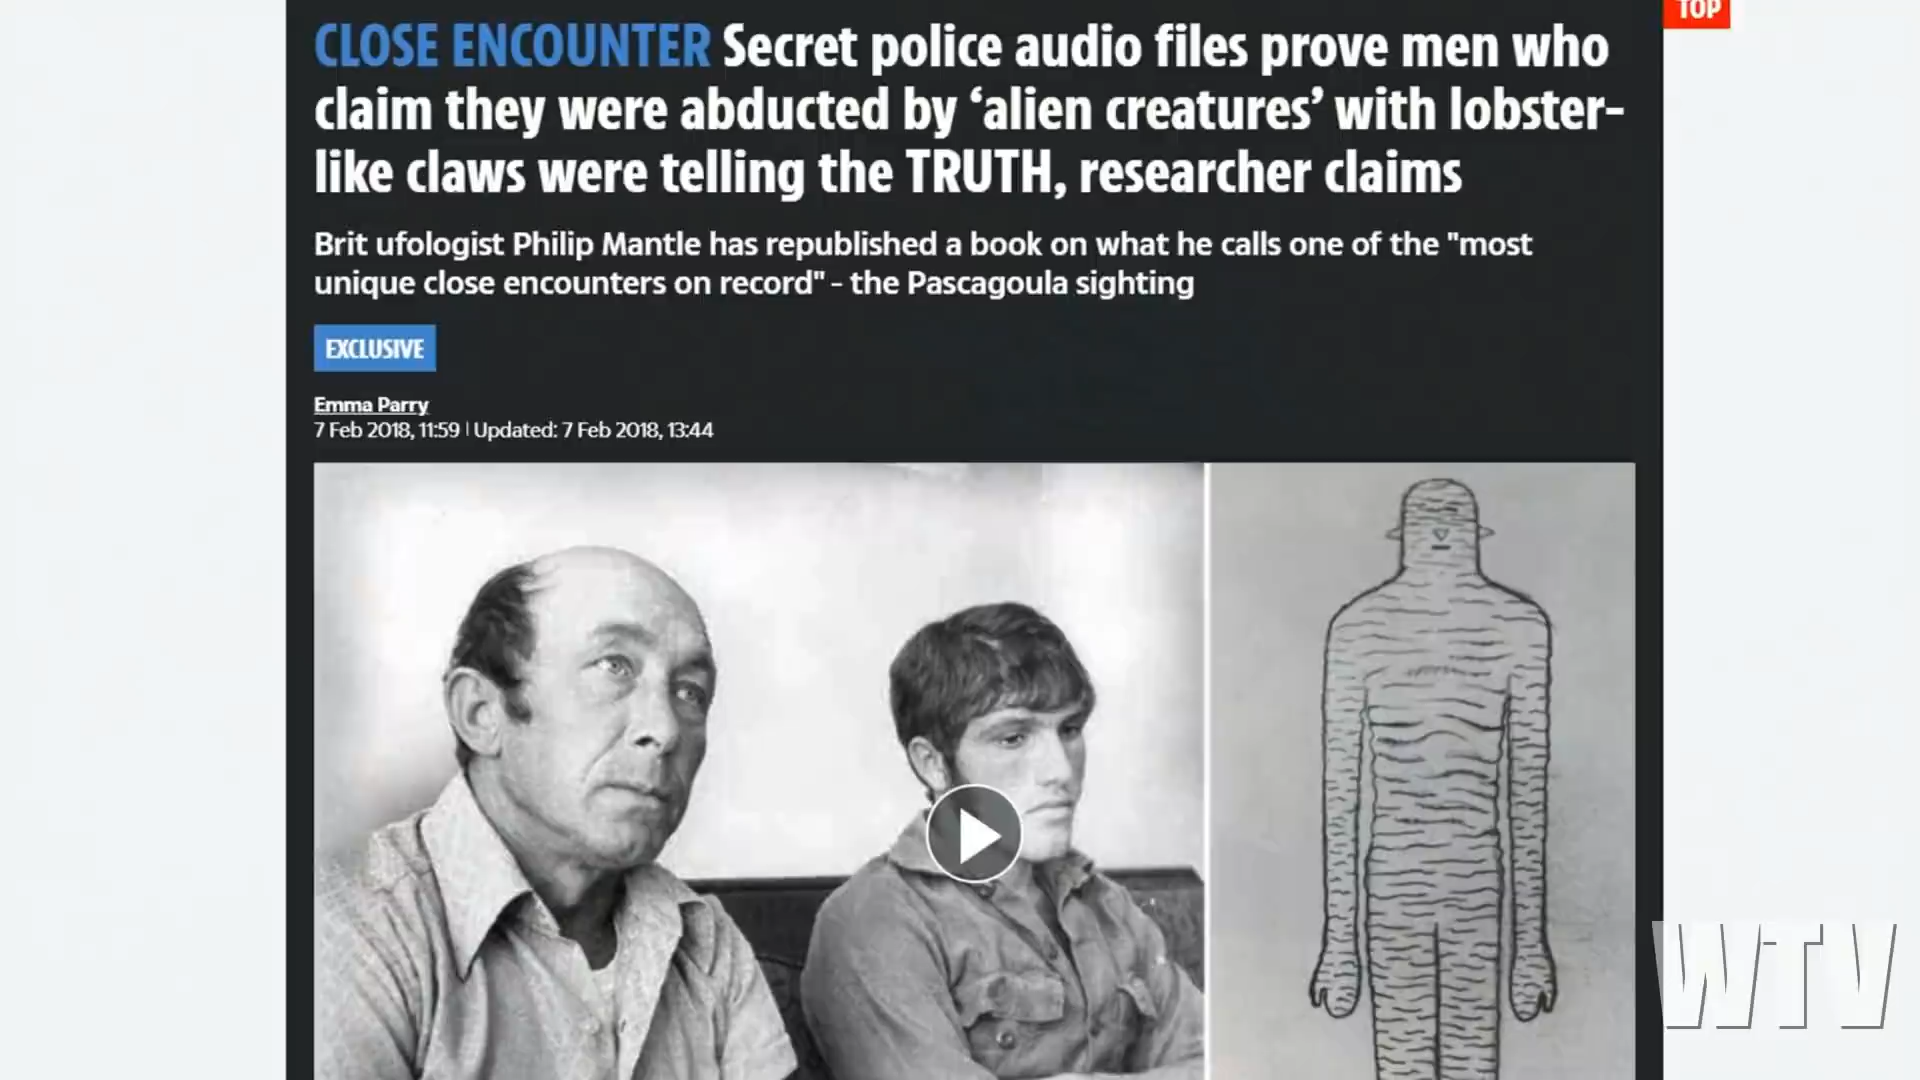 TOP
CLOSE ENCOUNTER Secret police audio files prove men who
claim they were abducted by ‘alien creatures’ with lobster-
like claws were telling the TRUTH, researcher claims
Brit ufologist Philip Mantle has republished a book on what he calls one of the "most
unique close encounters on record" - the Pascagoula sighting
EXCLUSIVE
Emma Parry
7 Feb 2018, 11:59 | Updated: 7 Feb 2018, 13:44
WTV